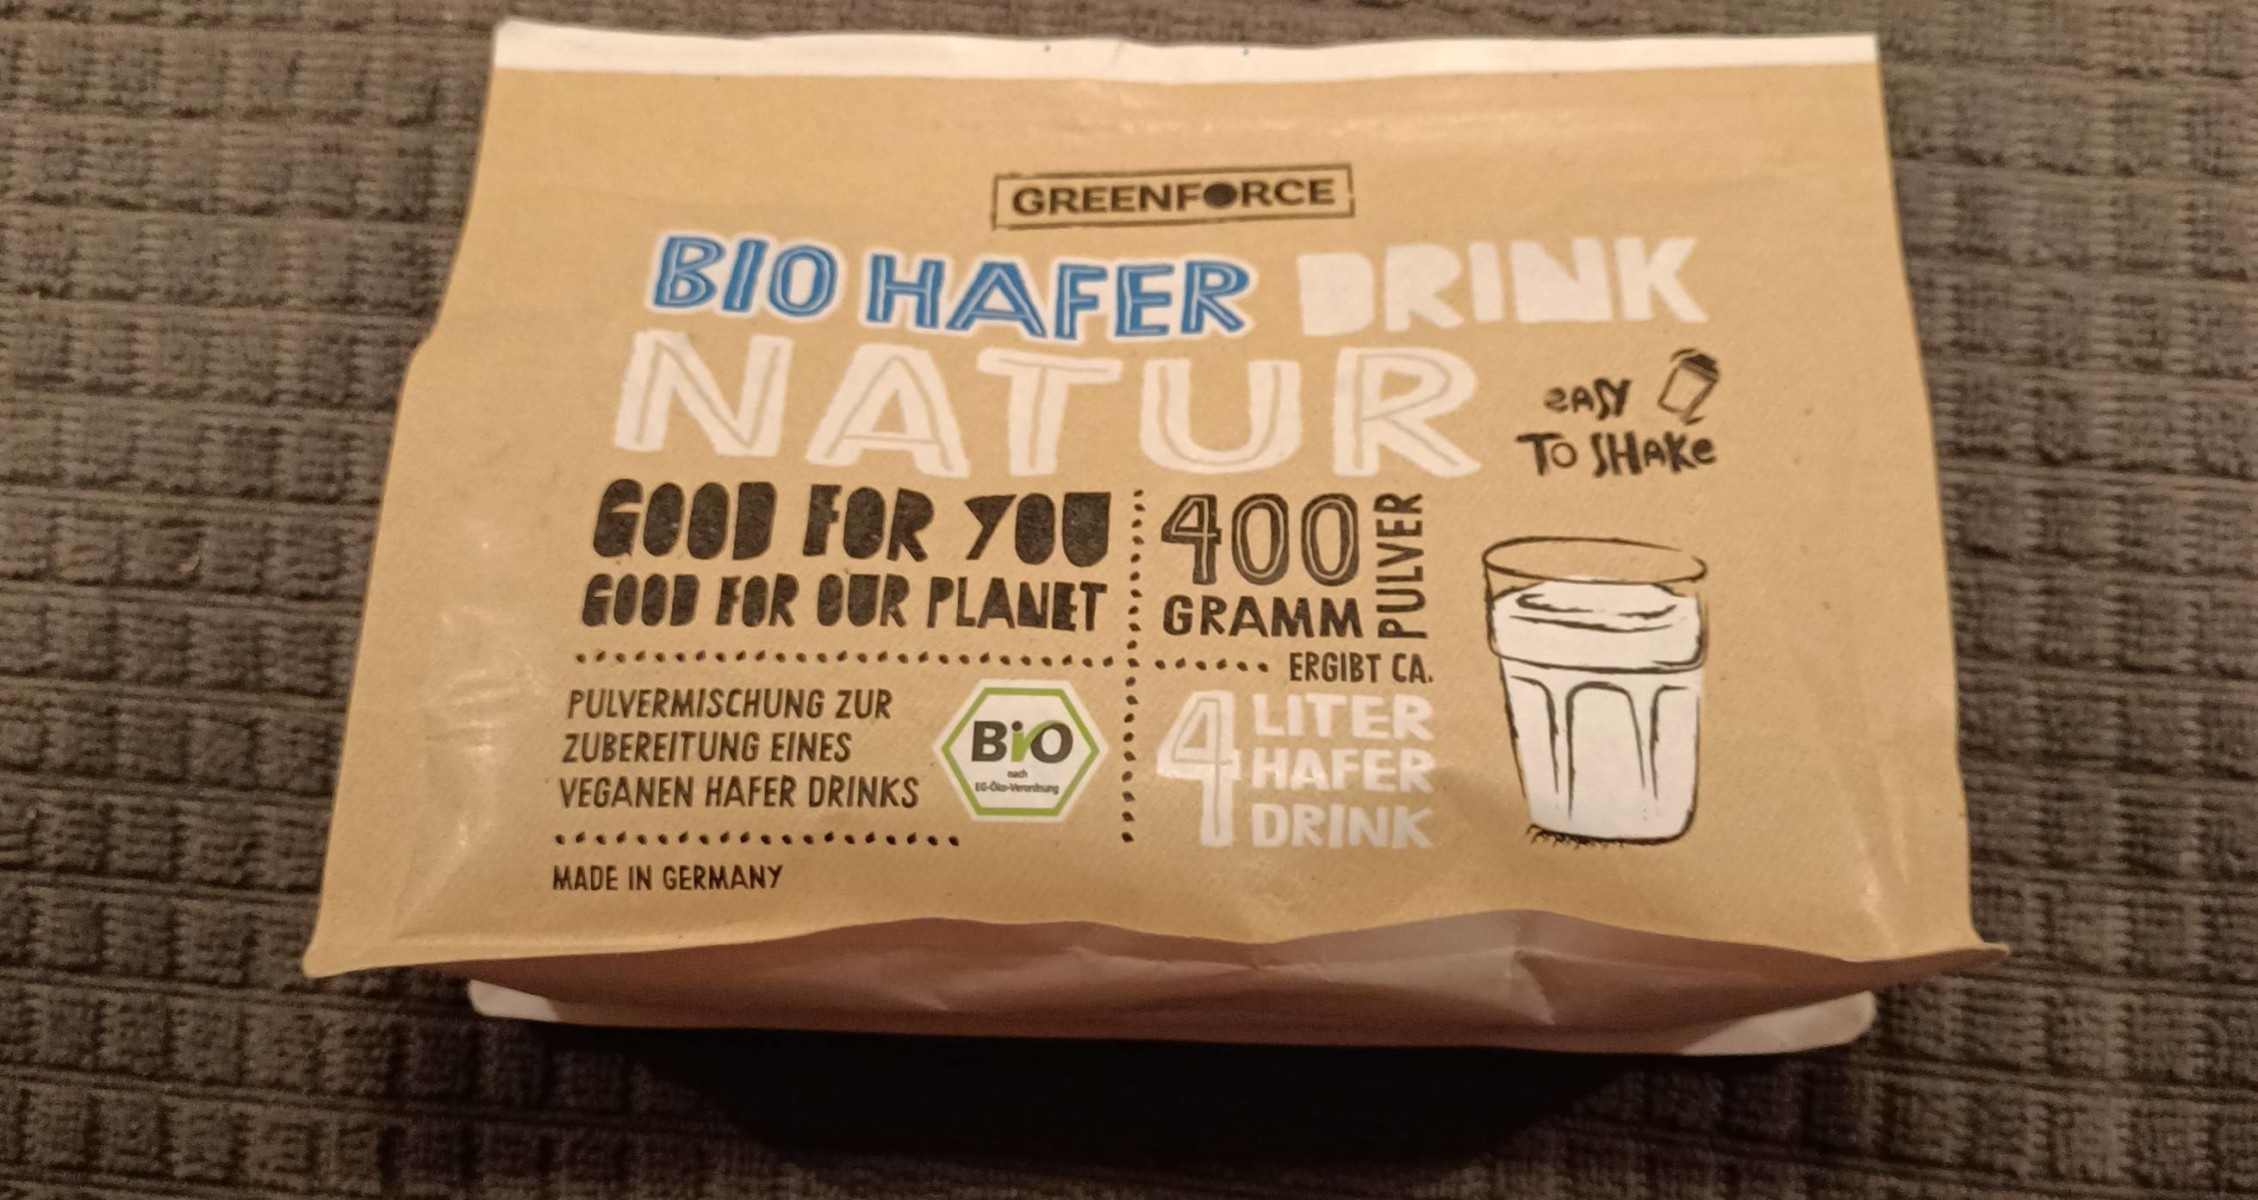 GREENFORCE
BIO HAFER DRINK
NATUR
EASY
TO SHAKE
GOOD FOR YOU
GOOD FOR OUR PLANET
400
GRAMM
PULVER
ERGIBT CA.
4 LITER
HAFER
DRINK
PULVERMISCHUNG ZUR
ZUBEREITUNG EINES
VEGANEN HAFER DRINKS
Bio
nach
EG-Öko-Verordnung
MADE IN GERMANY